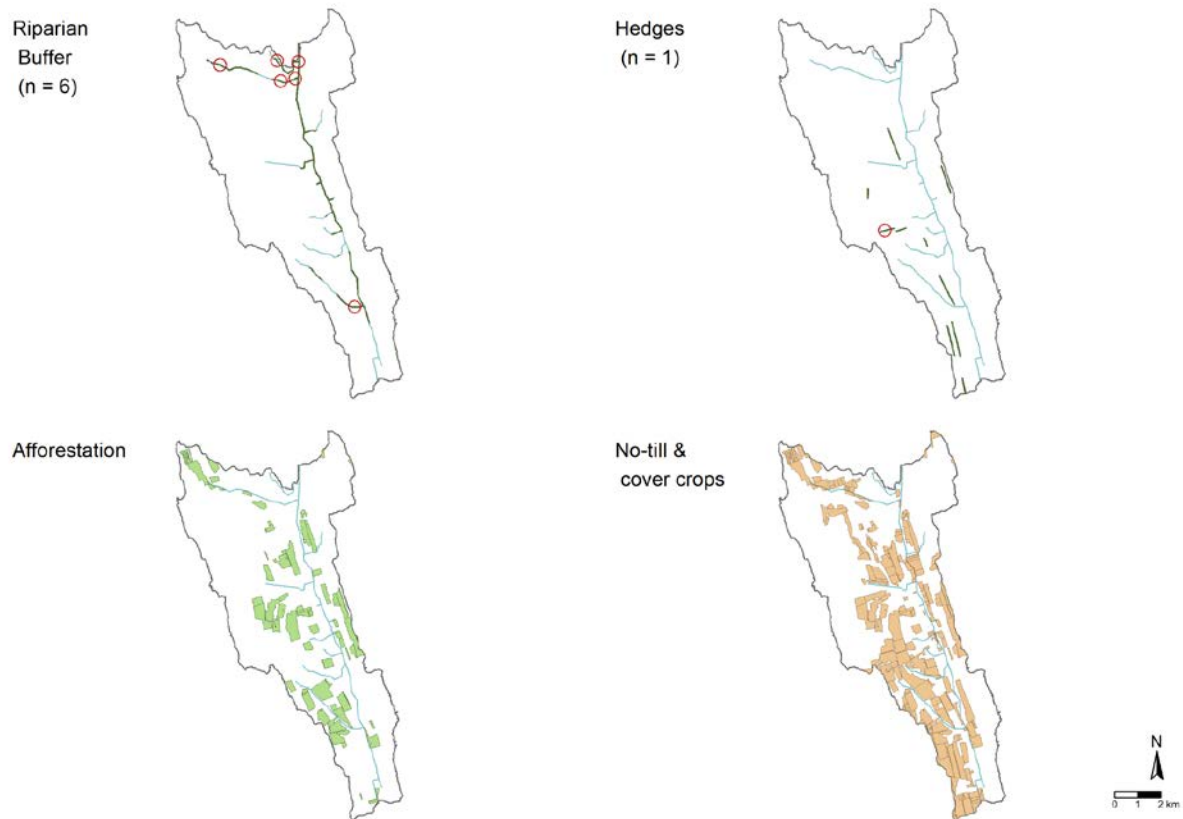 Riparian
Buffer
(n = 6)
Hedges
(n = 1)
Afforestation
No-till &
cover crops
N
0 1 2 km